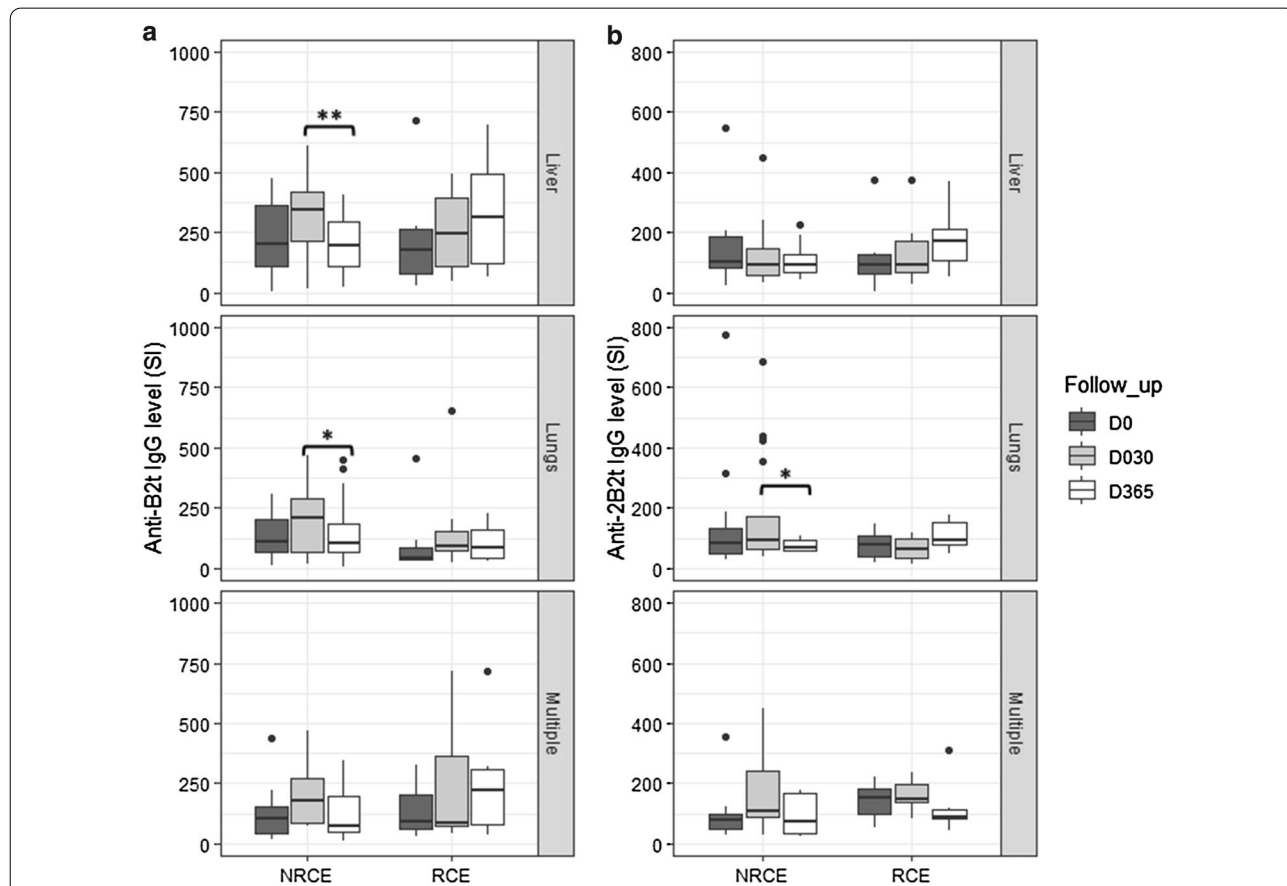 a
Anti-B2t IgG level (SI)
1000
750
500
250
0
**
Liver
1000
750
500
250
0
*
Lungs
1000
750
500
250
0
Multiple
NRCE RCE
b
Anti-2B2t IgG level (SI)
800
600
400
200
0
Liver
800
600
400
200
0
*
Lungs
800
600
400
200
0
Multiple
NRCE RCE
Follow_up
D0
D030
D365